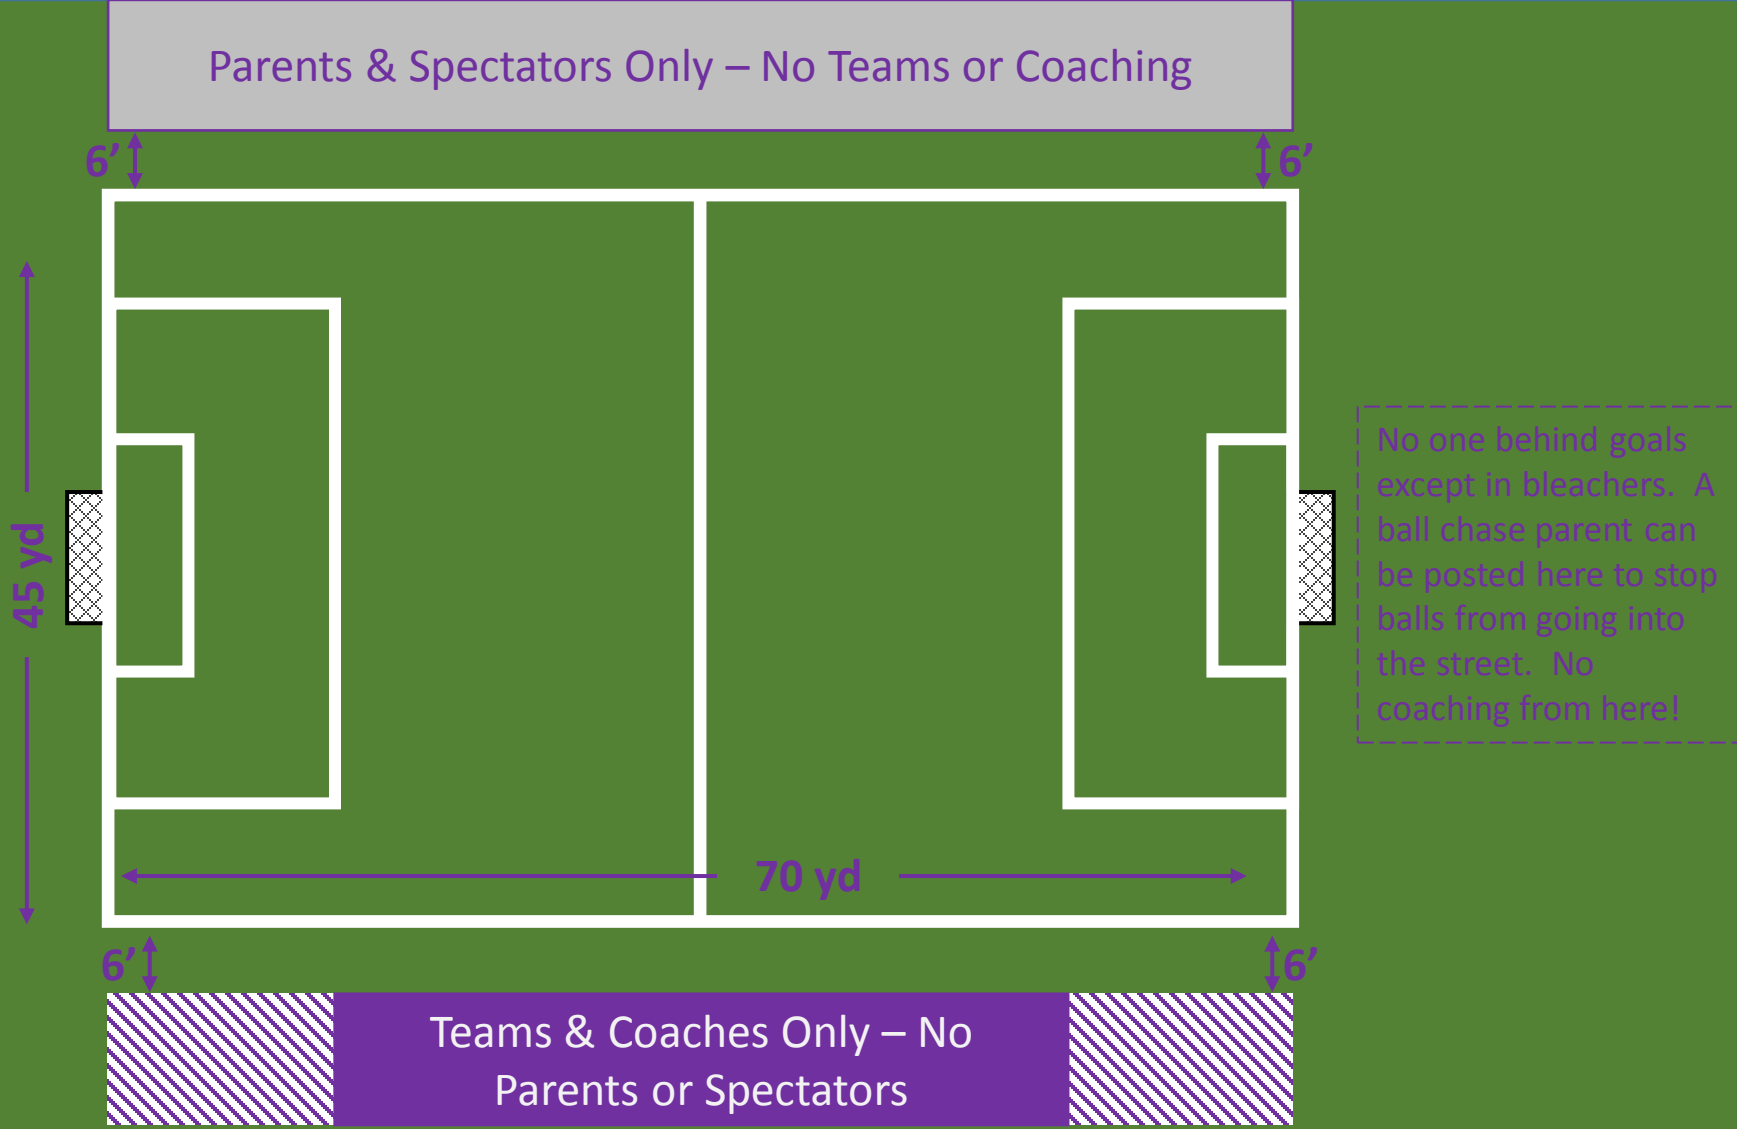 Parents & Spectators Only – No Teams or Coaching
6’
6’
45 yd
No one behind goals
except in bleachers.  A
ball chase parent can
be posted here to stop
balls from going into
the street.  No
coaching from here!
70 yd
6’
6’
Teams & Coaches Only – No
Parents or Spectators